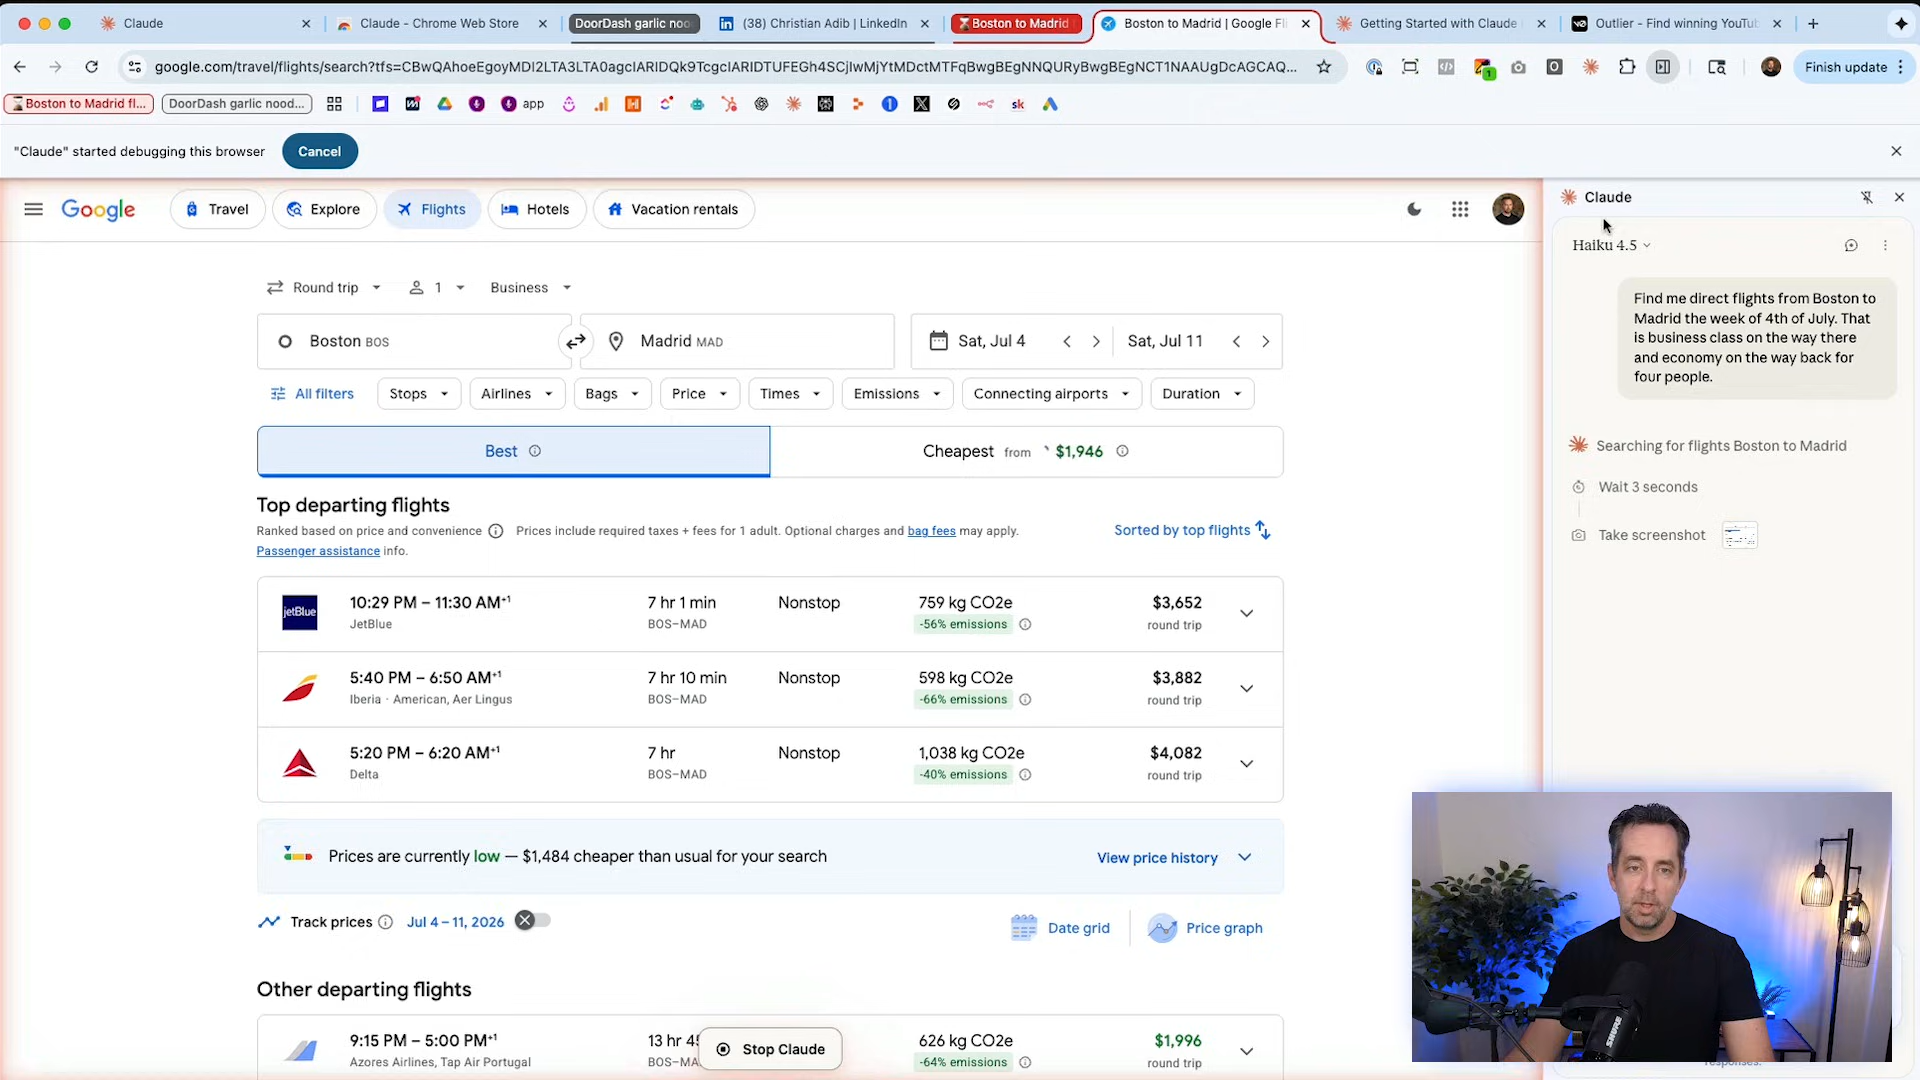 Claude
Claude - Chrome Web Store
DoorDash garlic noo
(38) Christian Adib | LinkedIn
Boston to Madrid
Boston to Madrid | Google Fli
Getting Started with Claude
Outlier - Find winning YouTu
google.com/travel/flights/search?tfs=CBwQAhoeEgoyMDI2LTA3LTA0agcIARIDQk9TcgcIARIDTUFEGh4SCjIwMjYtMDctMTFqBwgBEgNNQURyBwgBEgNCT1NAAUgDcAGCAQ...
Finish update
Boston to Madrid fl...
DoorDash garlic nood...
app
sk
"Claude" started debugging this browser
Cancel
Google
Travel
Explore
Flights
Hotels
Vacation rentals
Round trip
1
Business
Boston BOS
Madrid MAD
Sat, Jul 4
Sat, Jul 11
All filters
Stops
Airlines
Bags
Price
Times
Emissions
Connecting airports
Duration
Best
Cheapest from $1,946
Top departing flights
Ranked based on price and convenience
Prices include required taxes + fees for 1 adult. Optional charges and bag fees may apply.
Passenger assistance info.
Sorted by top flights
jetBlue
10:29 PM – 11:30 AM+1
JetBlue
7 hr 1 min
BOS–MAD
Nonstop
759 kg CO2e
-56% emissions
$3,652
round trip
5:40 PM – 6:50 AM+1
Iberia · American, Aer Lingus
7 hr 10 min
BOS–MAD
Nonstop
598 kg CO2e
-66% emissions
$3,882
round trip
5:20 PM – 6:20 AM+1
Delta
7 hr
BOS–MAD
Nonstop
1,038 kg CO2e
-40% emissions
$4,082
round trip
Prices are currently low — $1,484 cheaper than usual for your search
View price history
Track prices
Jul 4 – 11, 2026
Date grid
Price graph
Other departing flights
9:15 PM – 5:00 PM+1
Azores Airlines, Tap Air Portugal
13 hr 45
BOS–MA
Stop Claude
626 kg CO2e
-64% emissions
$1,996
round trip
Claude
Haiku 4.5
Find me direct flights from Boston to
Madrid the week of 4th of July. That
is business class on the way there
and economy on the way back for
four people.
Searching for flights Boston to Madrid
Wait 3 seconds
Take screenshot
SHURE
responses.